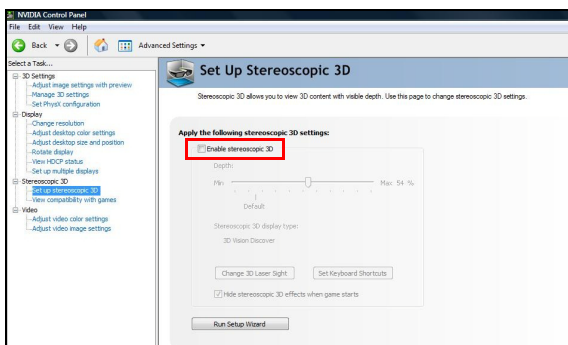 NVIDIA Control Panel
File Edit View Help
Back Advanced Settings
Select a Task...
3D Settings
Adjust image settings with preview
Manage 3D settings
Set PhysX configuration
Display
Change resolution
Adjust desktop color settings
Adjust desktop size and position
Rotate display
View HDCP status
Set up multiple displays
Stereoscopic 3D
Set up stereoscopic 3D
View compatibility with games
Video
Adjust video color settings
Adjust video image settings
Set Up Stereoscopic 3D
Stereoscopic 3D allows you to view 3D content with visible depth. Use this page to change stereoscopic 3D settings.
Apply the following stereoscopic 3D settings:
Enable stereoscopic 3D
Depth:
Min Max 54 %
Default
Stereoscopic 3D display type:
3D Vision Discover
Change 3D Laser Sight Set Keyboard Shortcuts
Hide stereoscopic 3D effects when game starts
Run Setup Wizard